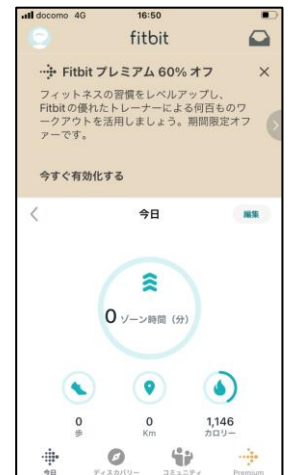 docomo 4G 16:50
fitbit
Fitbit プレミアム 60% オフ
フィットネスの習慣をレベルアップし、
Fitbit の優れたトレーナーによる何百ものワ
ークアウトを活用しましょう。期間限定オフ
ァーです。
今すぐ有効化する
今日 編集
0 ゾーン時間（分）
0 0 1,146
歩 Km カロリー
今日 ディスカバリー コミュニティ Premium